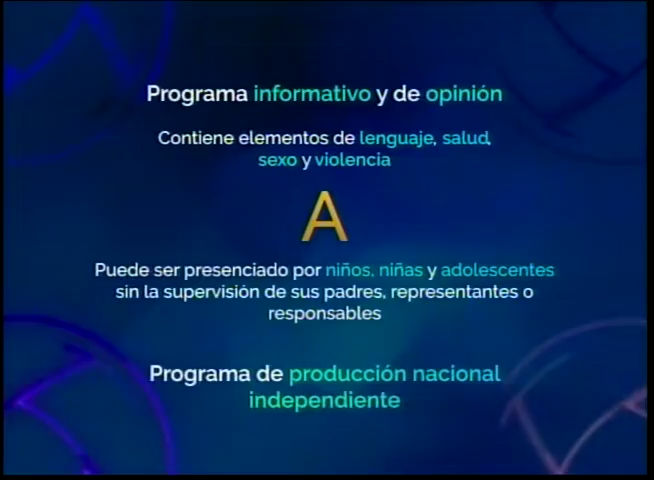 Programa informativo y de opinión
Contiene elementos de lenguaje, salud,
sexo y violencia
A
Puede ser presenciado por niños, niñas y adolescentes
sin la supervisión de sus padres, representantes o
responsables
Programa de producción nacional
independiente